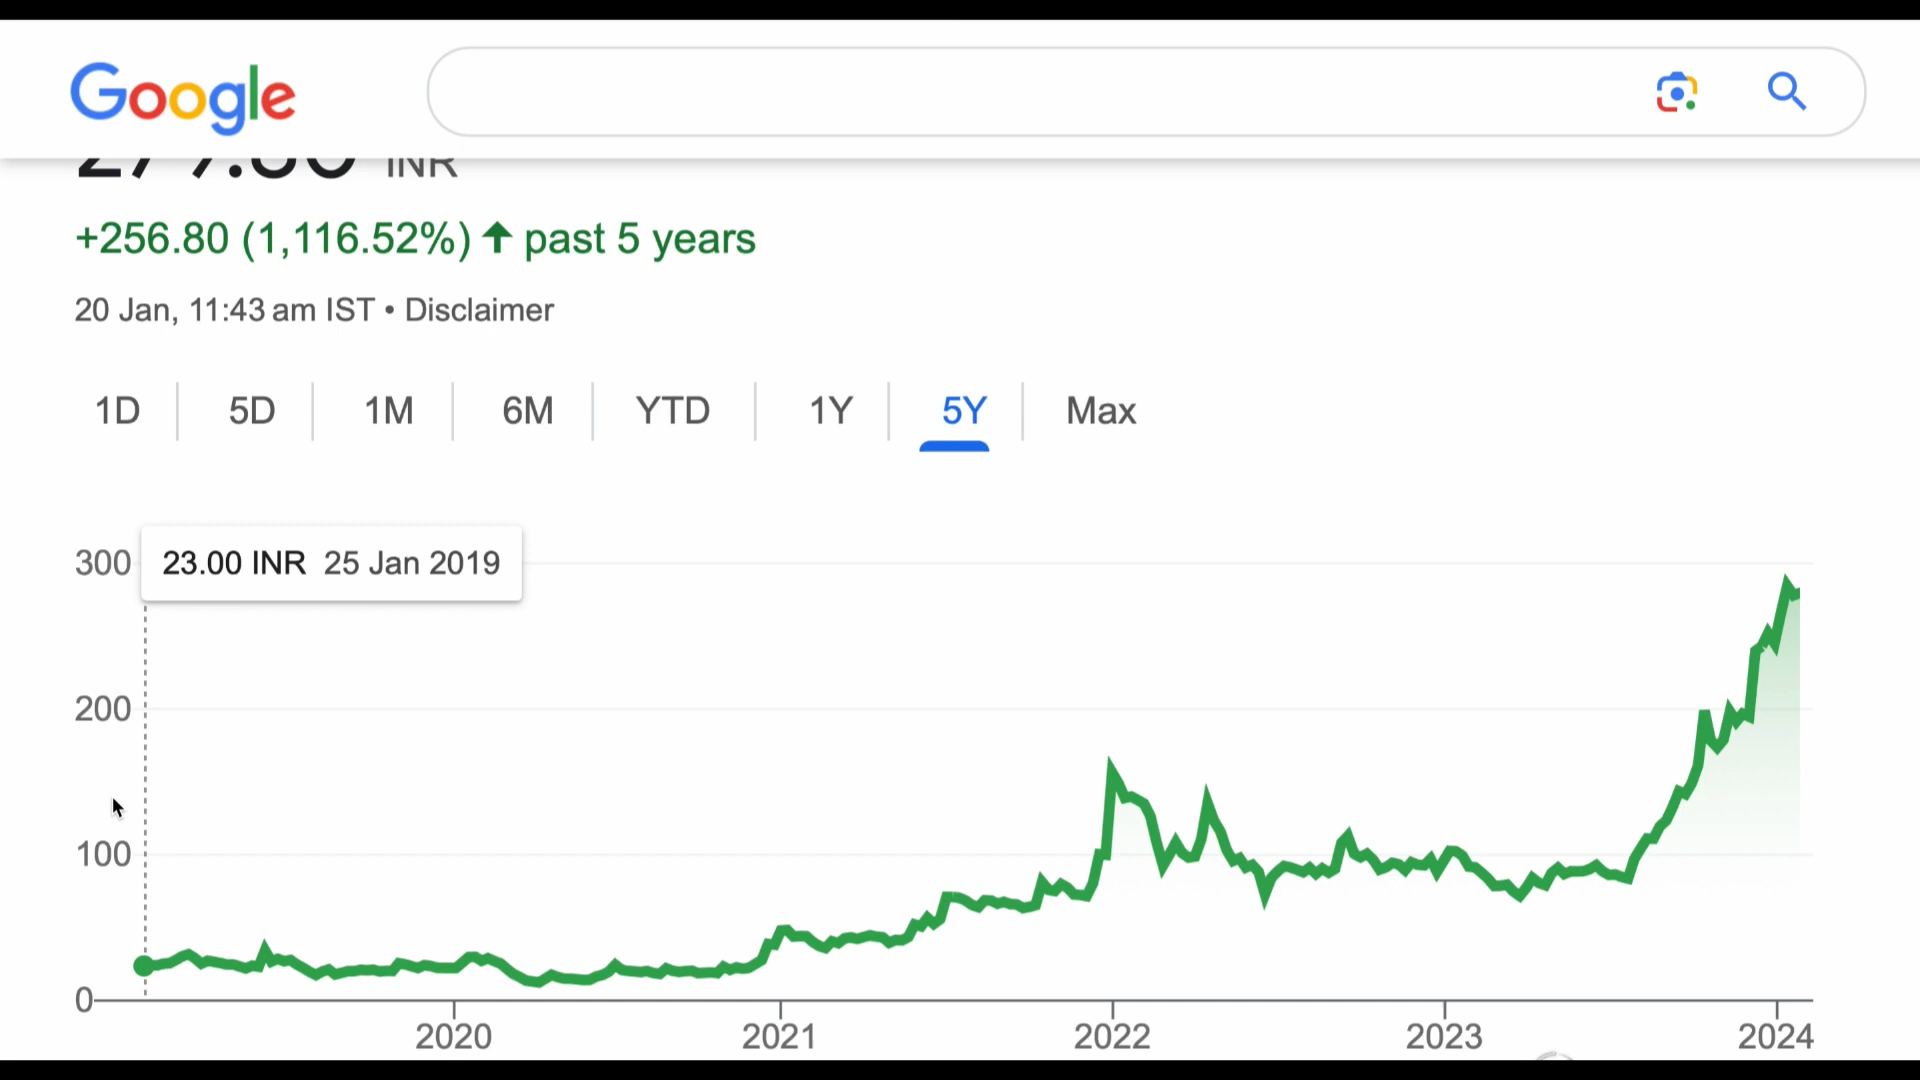 Google
279.80 INR
+256.80 (1,116.52%) ↑ past 5 years
20 Jan, 11:43 am IST • Disclaimer
1D 5D 1M 6M YTD 1Y 5Y Max
300
23.00 INR 25 Jan 2019
200
100
0
2020 2021 2022 2023 2024